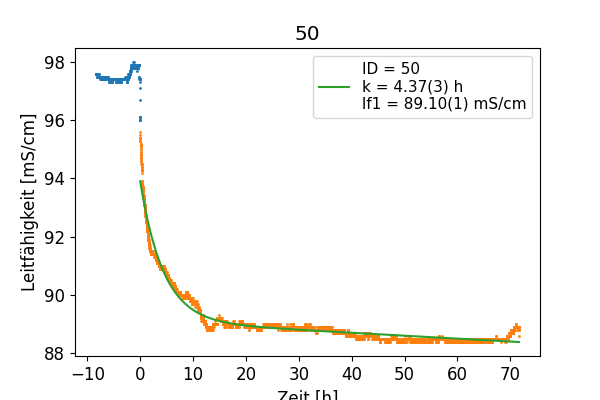 50
98
96
94
92
90
88
Leitfähigkeit [mS/cm]
ID = 50
k = 4.37(3) h
lf1 = 89.10(1) mS/cm
−10 0 10 20 30 40 50 60 70
Zeit [h]